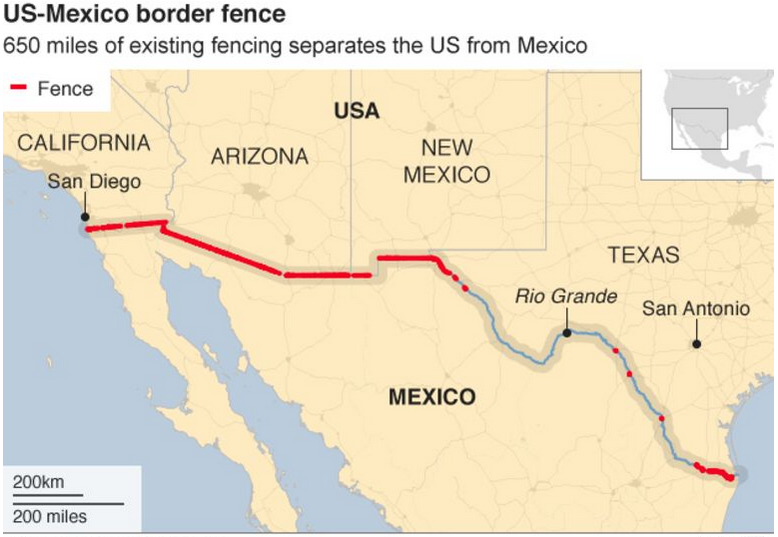 US-Mexico border fence
650 miles of existing fencing separates the US from Mexico
Fence
USA
CALIFORNIA
ARIZONA
NEW
MEXICO
San Diego
TEXAS
Rio Grande
San Antonio
MEXICO
200km
200 miles